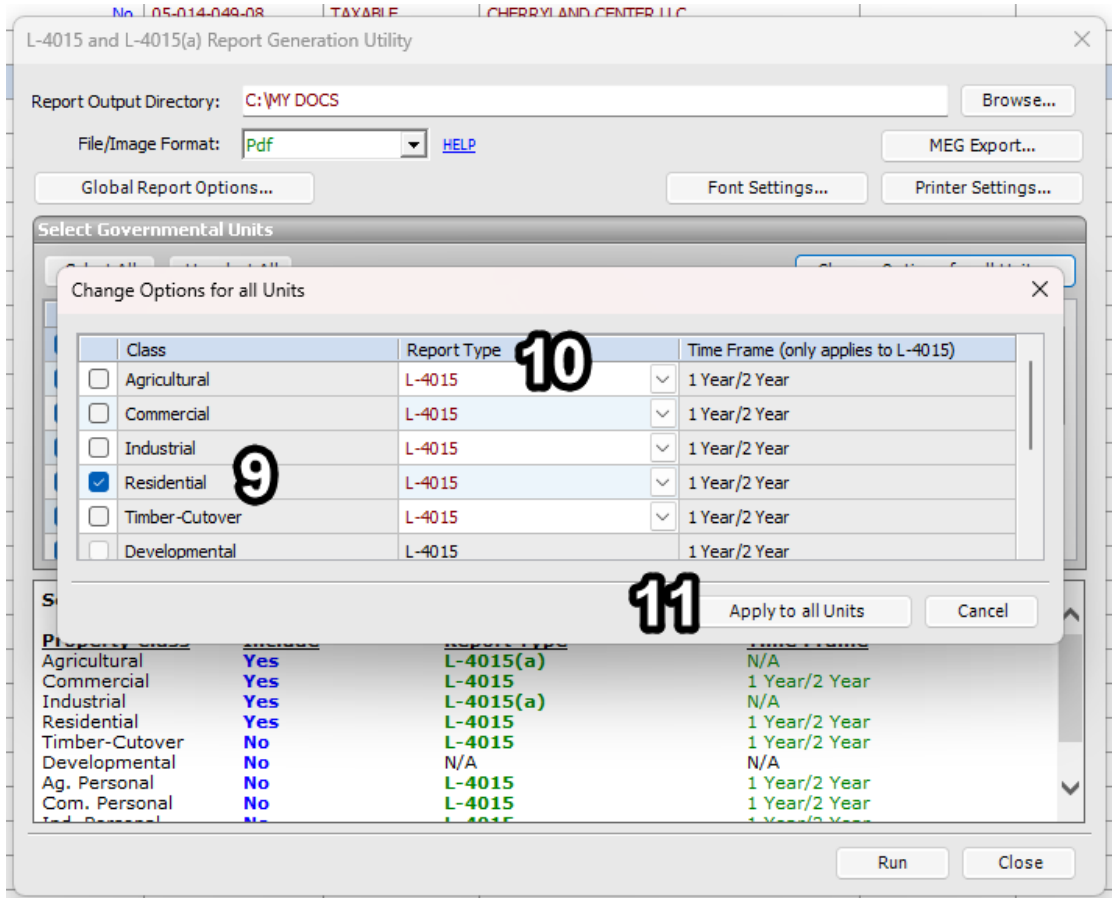 No 05-014-049-08 TAXABLE CHERRYLAND CENTER LLC
L-4015 and L-4015(a) Report Generation Utility
Report Output Directory: C:\MY DOCS Browse...
File/Image Format: Pdf HELP MEG Export...
Global Report Options... Font Settings... Printer Settings...
Select Governmental Units
Change Options for all Units
Class Report Type 10 Time Frame (only applies to L-4015)
Agricultural L-4015 1 Year/2 Year
Commercial L-4015 1 Year/2 Year
Industrial L-4015 1 Year/2 Year
Residential 9 L-4015 1 Year/2 Year
Timber-Cutover L-4015 1 Year/2 Year
Developmental L-4015 1 Year/2 Year
11 Apply to all Units Cancel
Property Class Include Report Type Time Frame
Agricultural Yes L-4015(a) N/A
Commercial Yes L-4015 1 Year/2 Year
Industrial Yes L-4015(a) N/A
Residential Yes L-4015 1 Year/2 Year
Timber-Cutover No L-4015 1 Year/2 Year
Developmental No N/A N/A
Ag. Personal No L-4015 1 Year/2 Year
Com. Personal No L-4015 1 Year/2 Year
Run Close